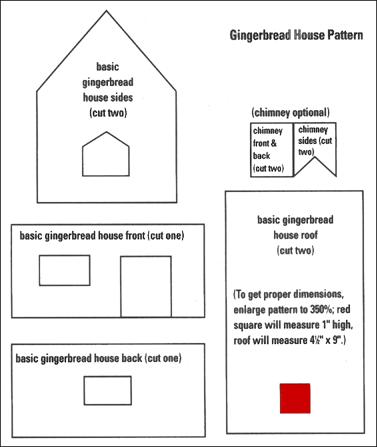 Gingerbread House Pattern
basic
gingerbread
house sides
(cut two)
(chimney optional)
chimney
front &
back
(cut two)
chimney
sides (cut
two)
basic gingerbread house front (cut one)
basic gingerbread
house roof
(cut two)
(To get proper dimensions,
enlarge pattern to 350%; red
square will measure 1" high,
roof will measure 4½" x 9".)
basic gingerbread house back (cut one)